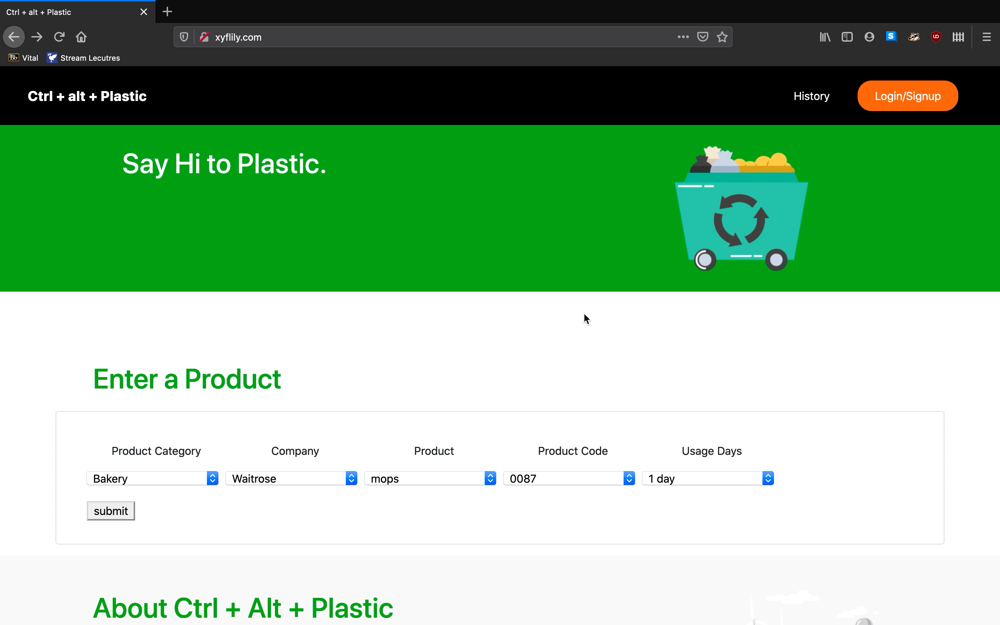 Ctrl + alt + Plastic
xyflily.com
S
UO
Bb Vital Stream Lecutres
Ctrl + alt + Plastic History Login/Signup
Say Hi to Plastic.
Enter a Product
Product Category Company Product Product Code Usage Days
Bakery Waitrose mops 0087 1 day
submit
About Ctrl + Alt + Plastic